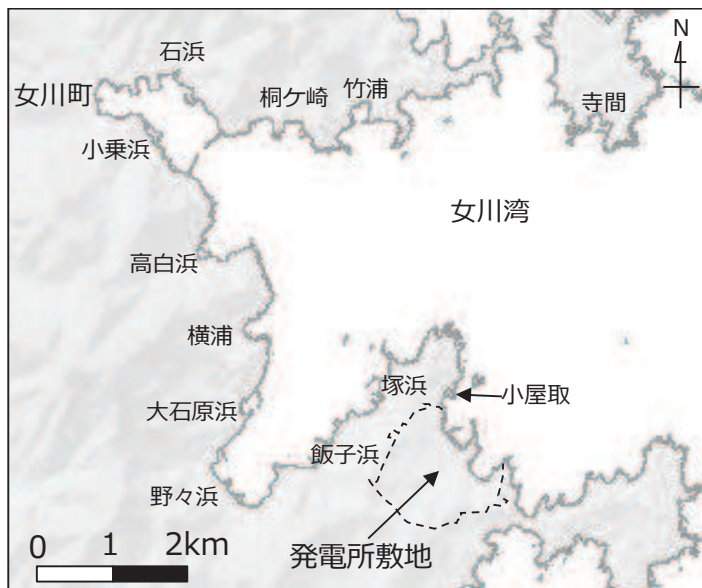 N
石浜
女川町
桐ケ崎
竹浦
寺間
小乗浜
女川湾
高白浜
横浦
塚浜
小屋取
大石原浜
飯子浜
野々浜
0 1 2km
発電所敷地